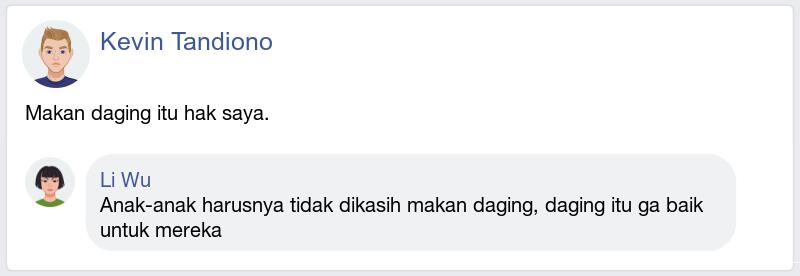 Kevin Tandiono
Makan daging itu hak saya.
Li Wu
Anak-anak harusnya tidak dikasih makan daging, daging itu ga baik
untuk mereka